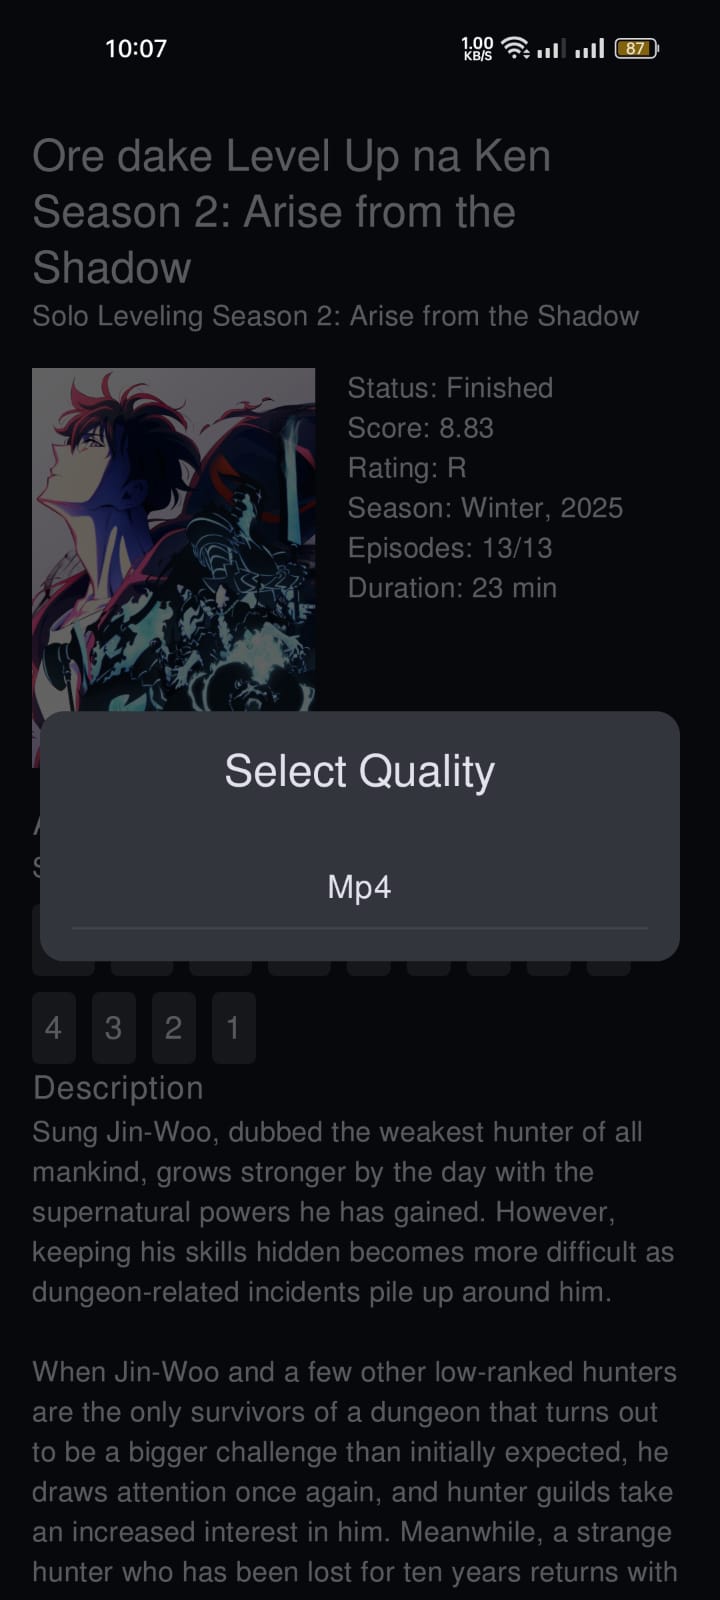 10:07
1.00
KB/S
87
Ore dake Level Up na Ken
Season 2: Arise from the
Shadow
Solo Leveling Season 2: Arise from the Shadow
Status: Finished
Score: 8.83
Rating: R
Season: Winter, 2025
Episodes: 13/13
Duration: 23 min
Select Quality
Mp4
4 3 2 1
Description
Sung Jin-Woo, dubbed the weakest hunter of all
mankind, grows stronger by the day with the
supernatural powers he has gained. However,
keeping his skills hidden becomes more difficult as
dungeon-related incidents pile up around him.
When Jin-Woo and a few other low-ranked hunters
are the only survivors of a dungeon that turns out
to be a bigger challenge than initially expected, he
draws attention once again, and hunter guilds take
an increased interest in him. Meanwhile, a strange
hunter who has been lost for ten years returns with